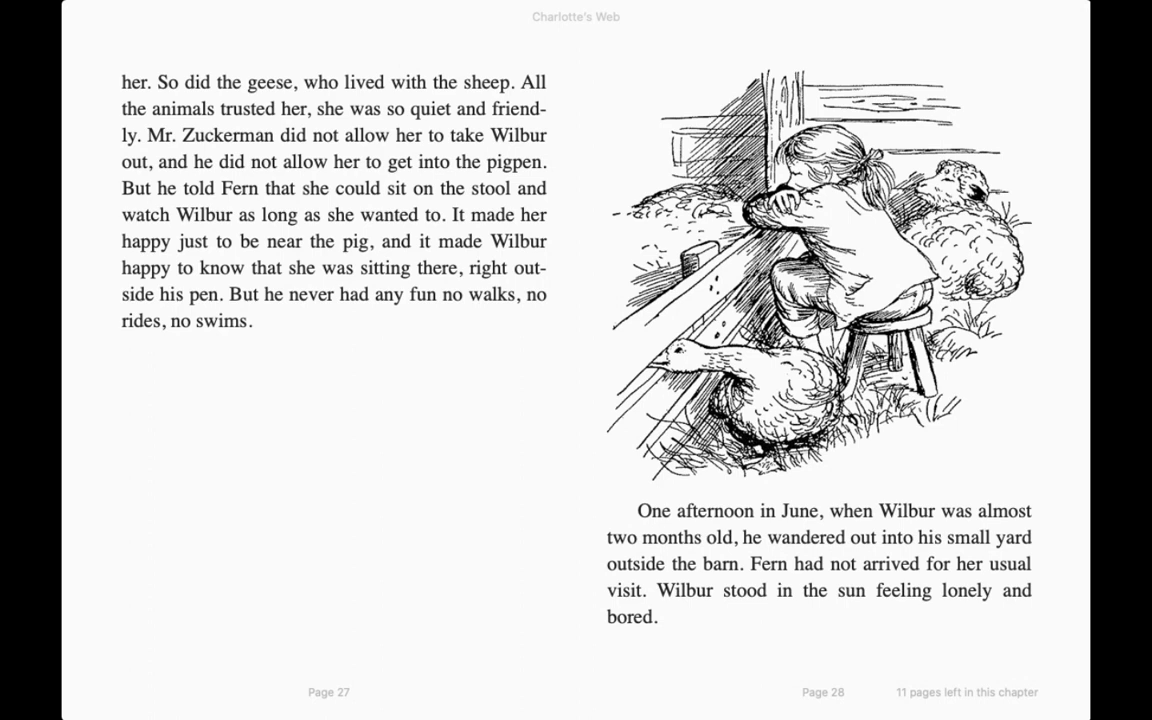 Charlotte's Web
her. So did the geese, who lived with the sheep. All
the animals trusted her, she was so quiet and friend-
ly. Mr. Zuckerman did not allow her to take Wilbur
out, and he did not allow her to get into the pigpen.
But he told Fern that she could sit on the stool and
watch Wilbur as long as she wanted to. It made her
happy just to be near the pig, and it made Wilbur
happy to know that she was sitting there, right out-
side his pen. But he never had any fun no walks, no
rides, no swims.
One afternoon in June, when Wilbur was almost
two months old, he wandered out into his small yard
outside the barn. Fern had not arrived for her usual
visit. Wilbur stood in the sun feeling lonely and
bored.
Page 27
Page 28
11 pages left in this chapter